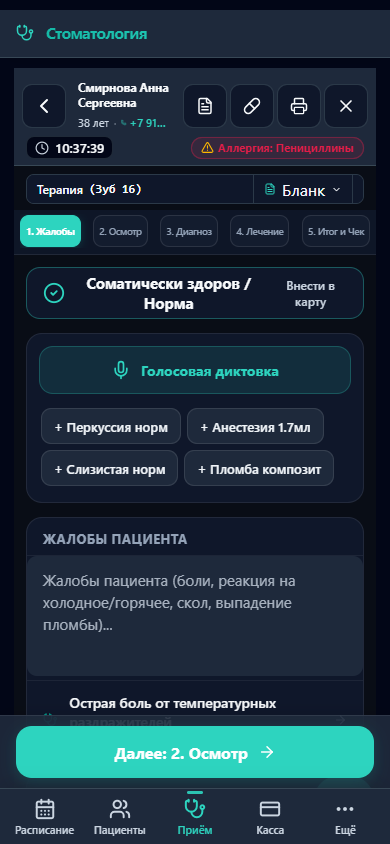 Стоматология
Смирнова Анна
Сергеевна
38 лет · +7 91...
10:37:39
Аллергия: Пенициллины
Терапия (Зуб 16)
Бланк
1. Жалобы
2. Осмотр
3. Диагноз
4. Лечение
5. Итог и Чек
Соматически здоров /
Норма
Внести в
карту
Голосовая диктовка
+ Перкуссия норм
+ Анестезия 1.7мл
+ Слизистая норм
+ Пломба композит
ЖАЛОБЫ ПАЦИЕНТА
Жалобы пациента (боли, реакция на
холодное/горячее, скол, выпадение
пломбы)...
Острая боль от температурных
раздражителей
Далее: 2. Осмотр
Расписание
Пациенты
Приём
Касса
Ещё